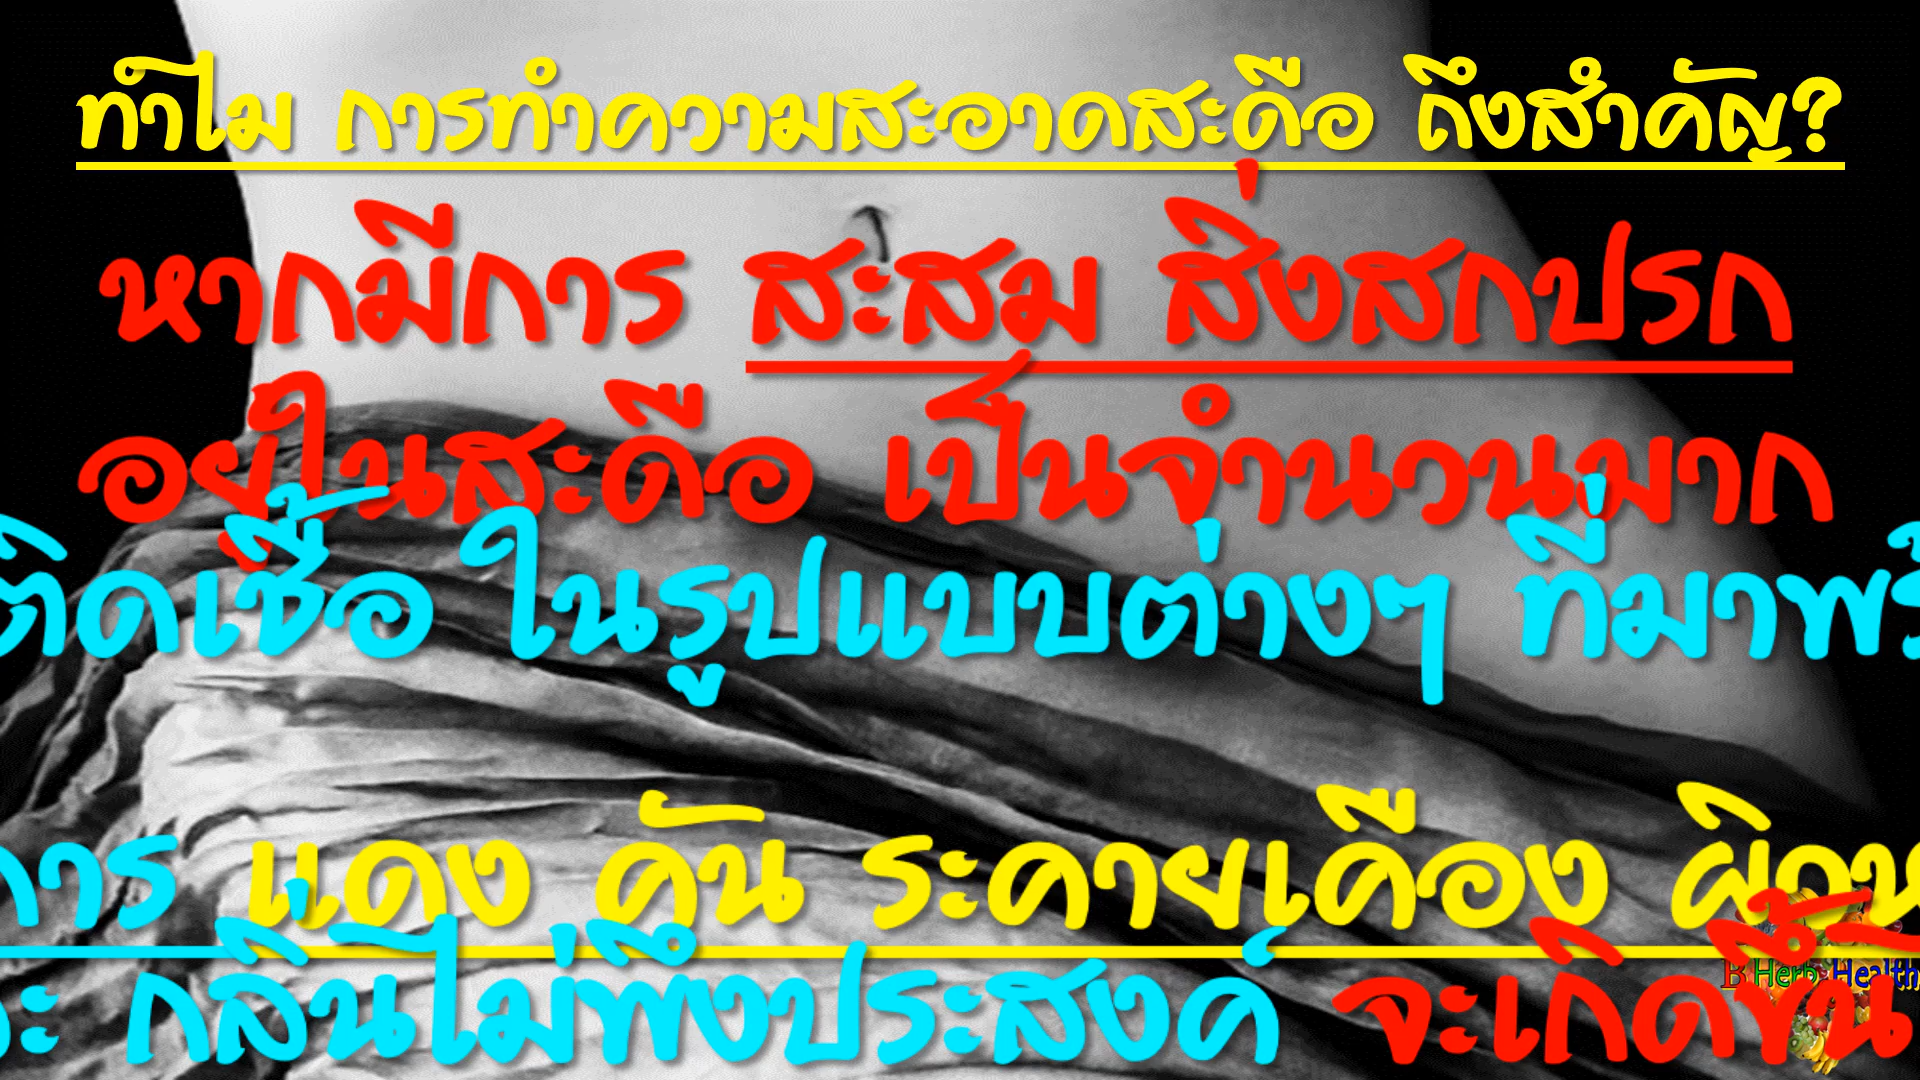 ทำไม การทำความสะอาดสะดือ ถึงสำคัญ?
หากมีการ สะสม สิ่งสกปรก
อยู่ในสะดือ เป็นจำนวนมาก
ติดเชื้อ ในรูปแบบต่างๆ ที่มาพร้
การ แดง คัน ระคายเคือง ผิวห
ะ กลิ่นไม่พึงประสงค์ จะเกิดขึ้น
B Herb Health